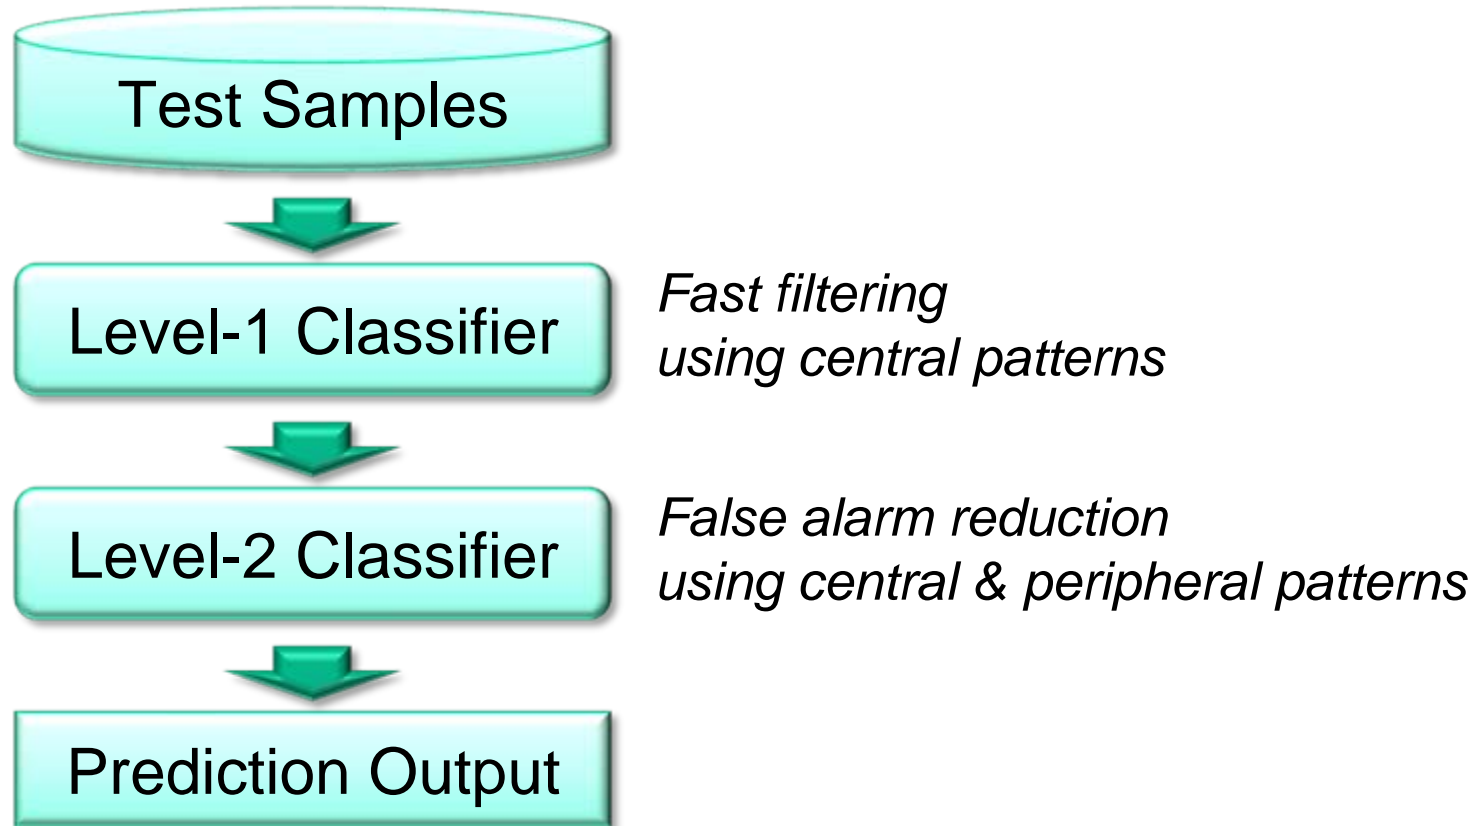 Test Samples
Level-1 Classifier
Fast filtering
using central patterns
Level-2 Classifier
False alarm reduction
using central & peripheral patterns
Prediction Output